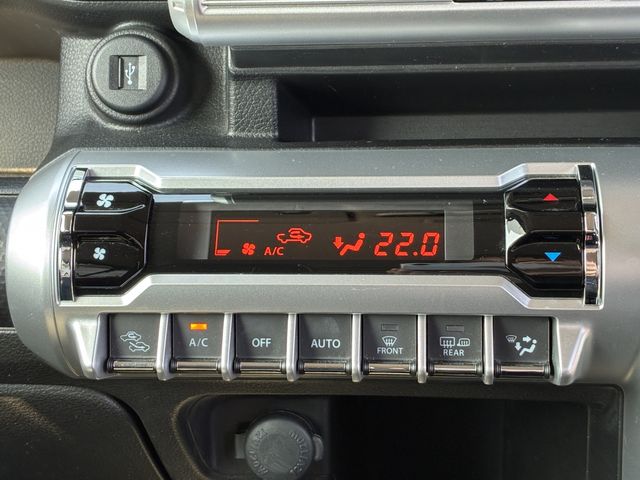 A/C 22.0
A/C OFF AUTO FRONT REAR